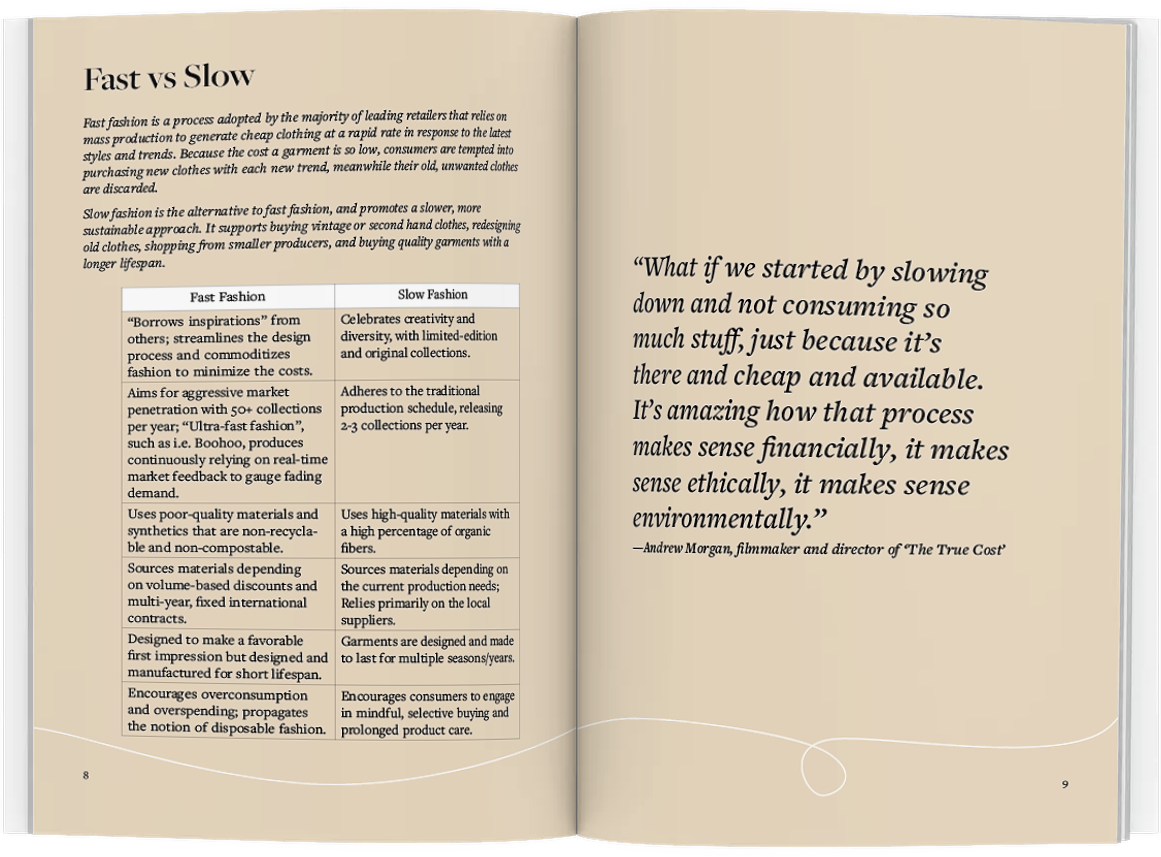 Fast vs Slow
Fast fashion is a process adopted by the majority of leading retailers that relies on
mass production to generate cheap clothing at a rapid rate in response to the latest
styles and trends. Because the cost a garment is so low, consumers are tempted into
purchasing new clothes with each new trend, meanwhile their old, unwanted clothes
are discarded.
Slow fashion is the alternative to fast fashion, and promotes a slower, more
sustainable approach. It supports buying vintage or second hand clothes, redesigning
old clothes, shopping from smaller producers, and buying quality garments with a
longer lifespan.
Fast Fashion
Slow Fashion
“Borrows inspirations” from
others; streamlines the design
process and commoditizes
fashion to minimize the costs.
Celebrates creativity and
diversity, with limited-edition
and original collections.
Aims for aggressive market
penetration with 50+ collections
per year; “Ultra-fast fashion”,
such as i.e. Boohoo, produces
continuously relying on real-time
market feedback to gauge fading
demand.
Adheres to the traditional
production schedule, releasing
2-3 collections per year.
Uses poor-quality materials and
synthetics that are non-recycla-
ble and non-compostable.
Uses high-quality materials with
a high percentage of organic
fibers.
Sources materials depending
on volume-based discounts and
multi-year, fixed international
contracts.
Sources materials depending on
the current production needs;
Relies primarily on the local
suppliers.
Designed to make a favorable
first impression but designed and
manufactured for short lifespan.
Garments are designed and made
to last for multiple seasons/years.
Encourages overconsumption
and overspending; propagates
the notion of disposable fashion.
Encourages consumers to engage
in mindful, selective buying and
prolonged product care.
8
“What if we started by slowing
down and not consuming so
much stuff, just because it’s
there and cheap and available.
It’s amazing how that process
makes sense financially, it makes
sense ethically, it makes sense
environmentally.”
—Andrew Morgan, filmmaker and director of ‘The True Cost’
9